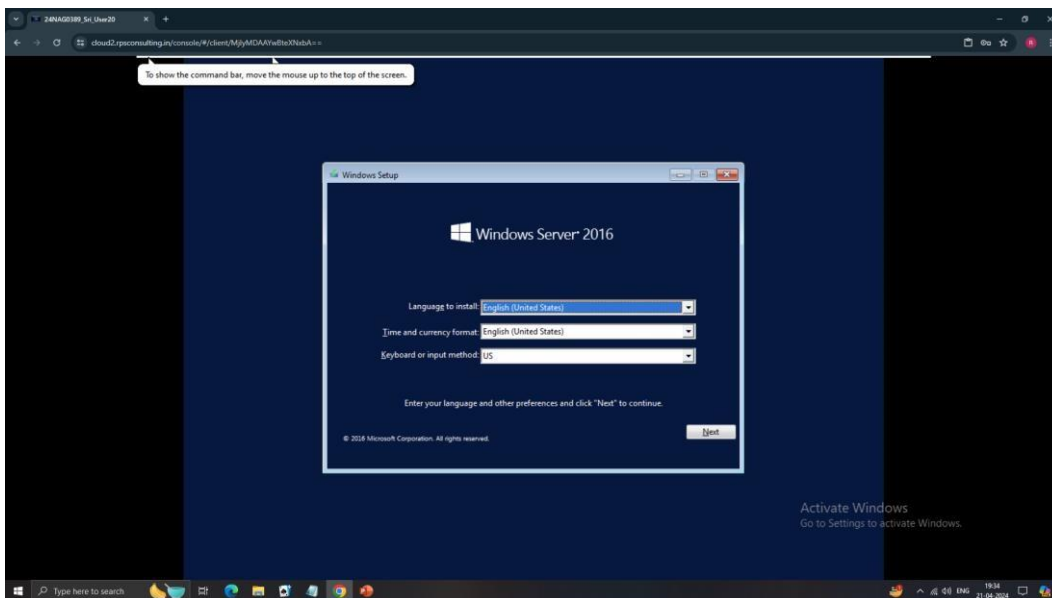 24NAG0389_Sri_User20
cloud2.rpsconsulting.in/console/#/client/MjIyMDAAYwBteXNxbA==
To show the command bar, move the mouse up to the top of the screen.
Windows Setup
Windows Server 2016
Language to install: English (United States)
Time and currency format: English (United States)
Keyboard or input method: US
Enter your language and other preferences and click "Next" to continue.
© 2016 Microsoft Corporation. All rights reserved.
Next
Activate Windows
Go to Settings to activate Windows.
Type here to search
ENG
19:34
21-04-2024